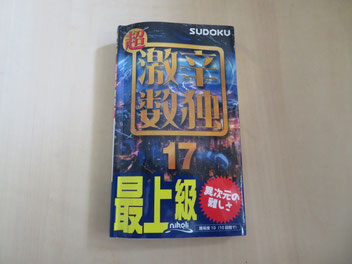 SUDOKU
超
激辛
数独
17
最上級
異次元の
難しさ
nikoli